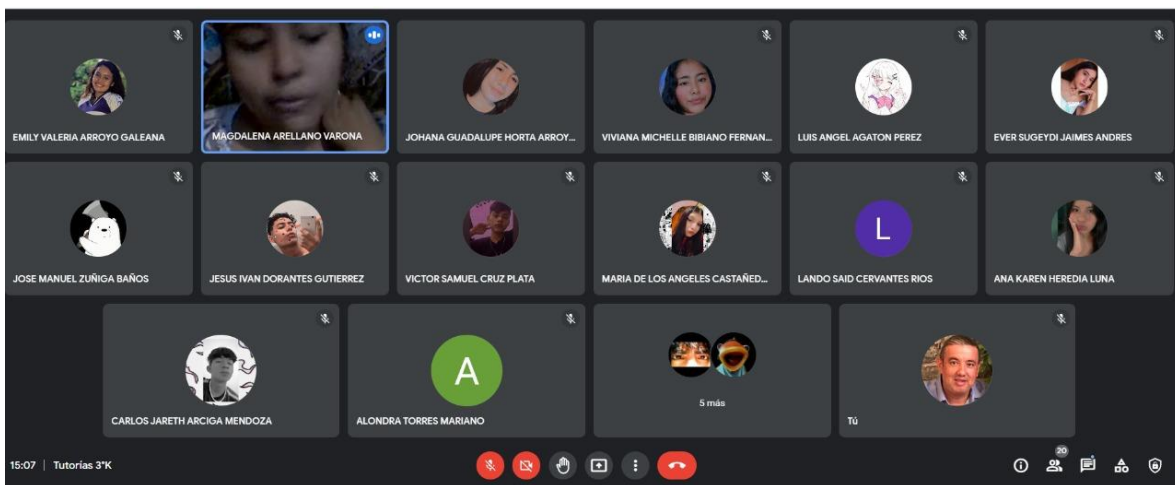 EMILY VALERIA ARROYO GALEANA
MAGDALENA ARELLANO VARONA
JOHANA GUADALUPE HORTA ARROY...
VIVIANA MICHELLE BIBIANO FERNAN...
LUIS ANGEL AGATON PEREZ
EVER SUGEYDI JAIMES ANDRES
JOSE MANUEL ZUÑIGA BAÑOS
JESUS IVAN DORANTES GUTIERREZ
VICTOR SAMUEL CRUZ PLATA
MARIA DE LOS ANGELES CASTAÑED...
L
LANDO SAID CERVANTES RIOS
ANA KAREN HEREDIA LUNA
CARLOS JARETH ARCIGA MENDOZA
A
ALONDRA TORRES MARIANO
5 más
Tú
15:07 | Tutorías 3°K
20